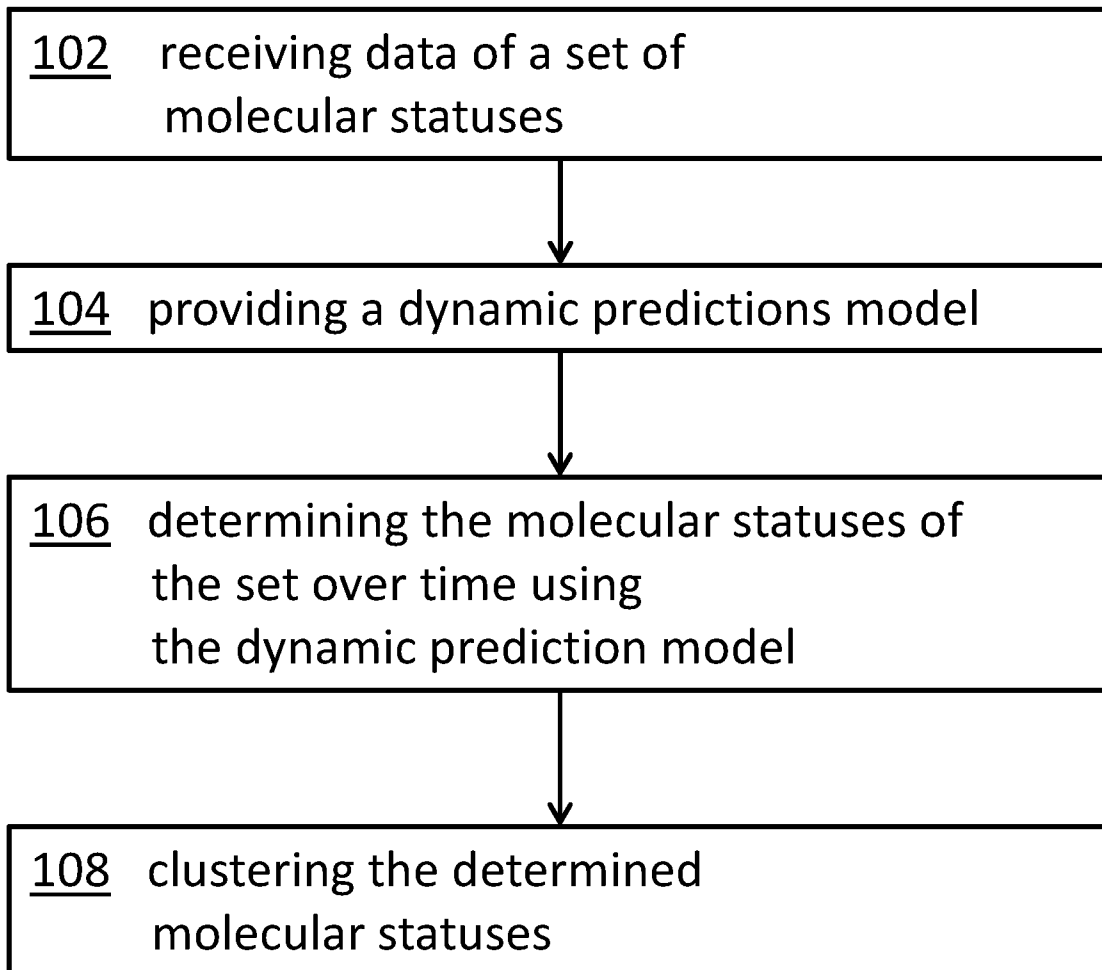 102 receiving data of a set of
molecular statuses
104 providing a dynamic predictions model
106 determining the molecular statuses of
the set over time using
the dynamic prediction model
108 clustering the determined
molecular statuses